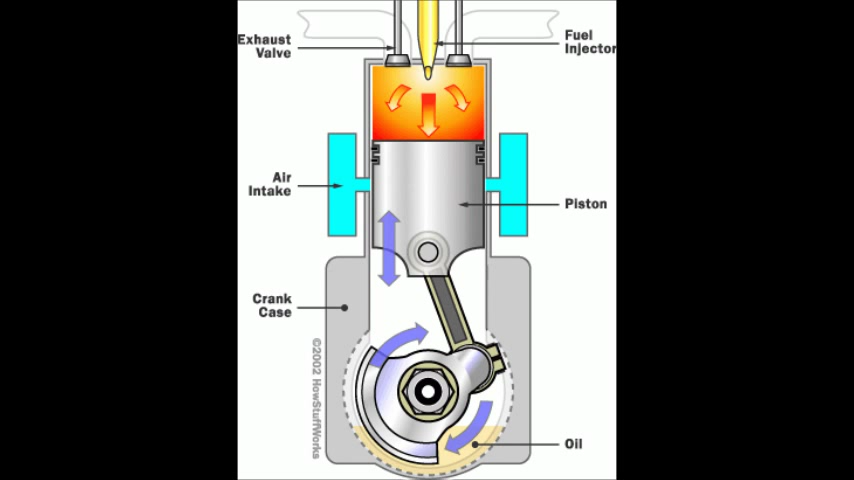 Exhaust
Valve
Fuel
Injector
Air
Intake
Piston
Crank
Case
©2002 HowStuffWorks
Oil